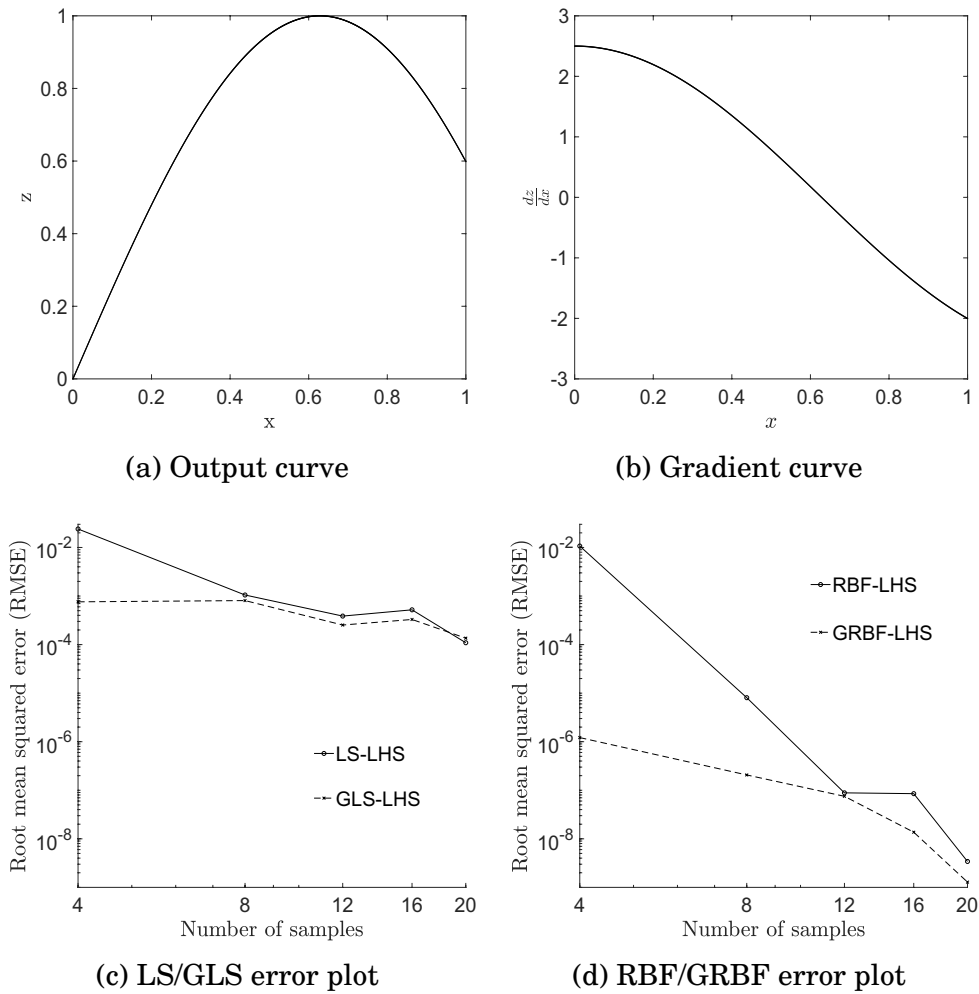 1
0.8
0.6
0.4
0.2
0
z
0 0.2 0.4 0.6 0.8 1
x
(a) Output curve
3
2
1
0
-1
-2
-3
dz
dx
0 0.2 0.4 0.6 0.8 1
x
(b) Gradient curve
Root mean squared error (RMSE)
10-2
10-4
10-6
10-8
LS-LHS
GLS-LHS
4 8 12 16 20
Number of samples
(c) LS/GLS error plot
Root mean squared error (RMSE)
10-2
10-4
10-6
10-8
RBF-LHS
GRBF-LHS
4 8 12 16 20
Number of samples
(d) RBF/GRBF error plot